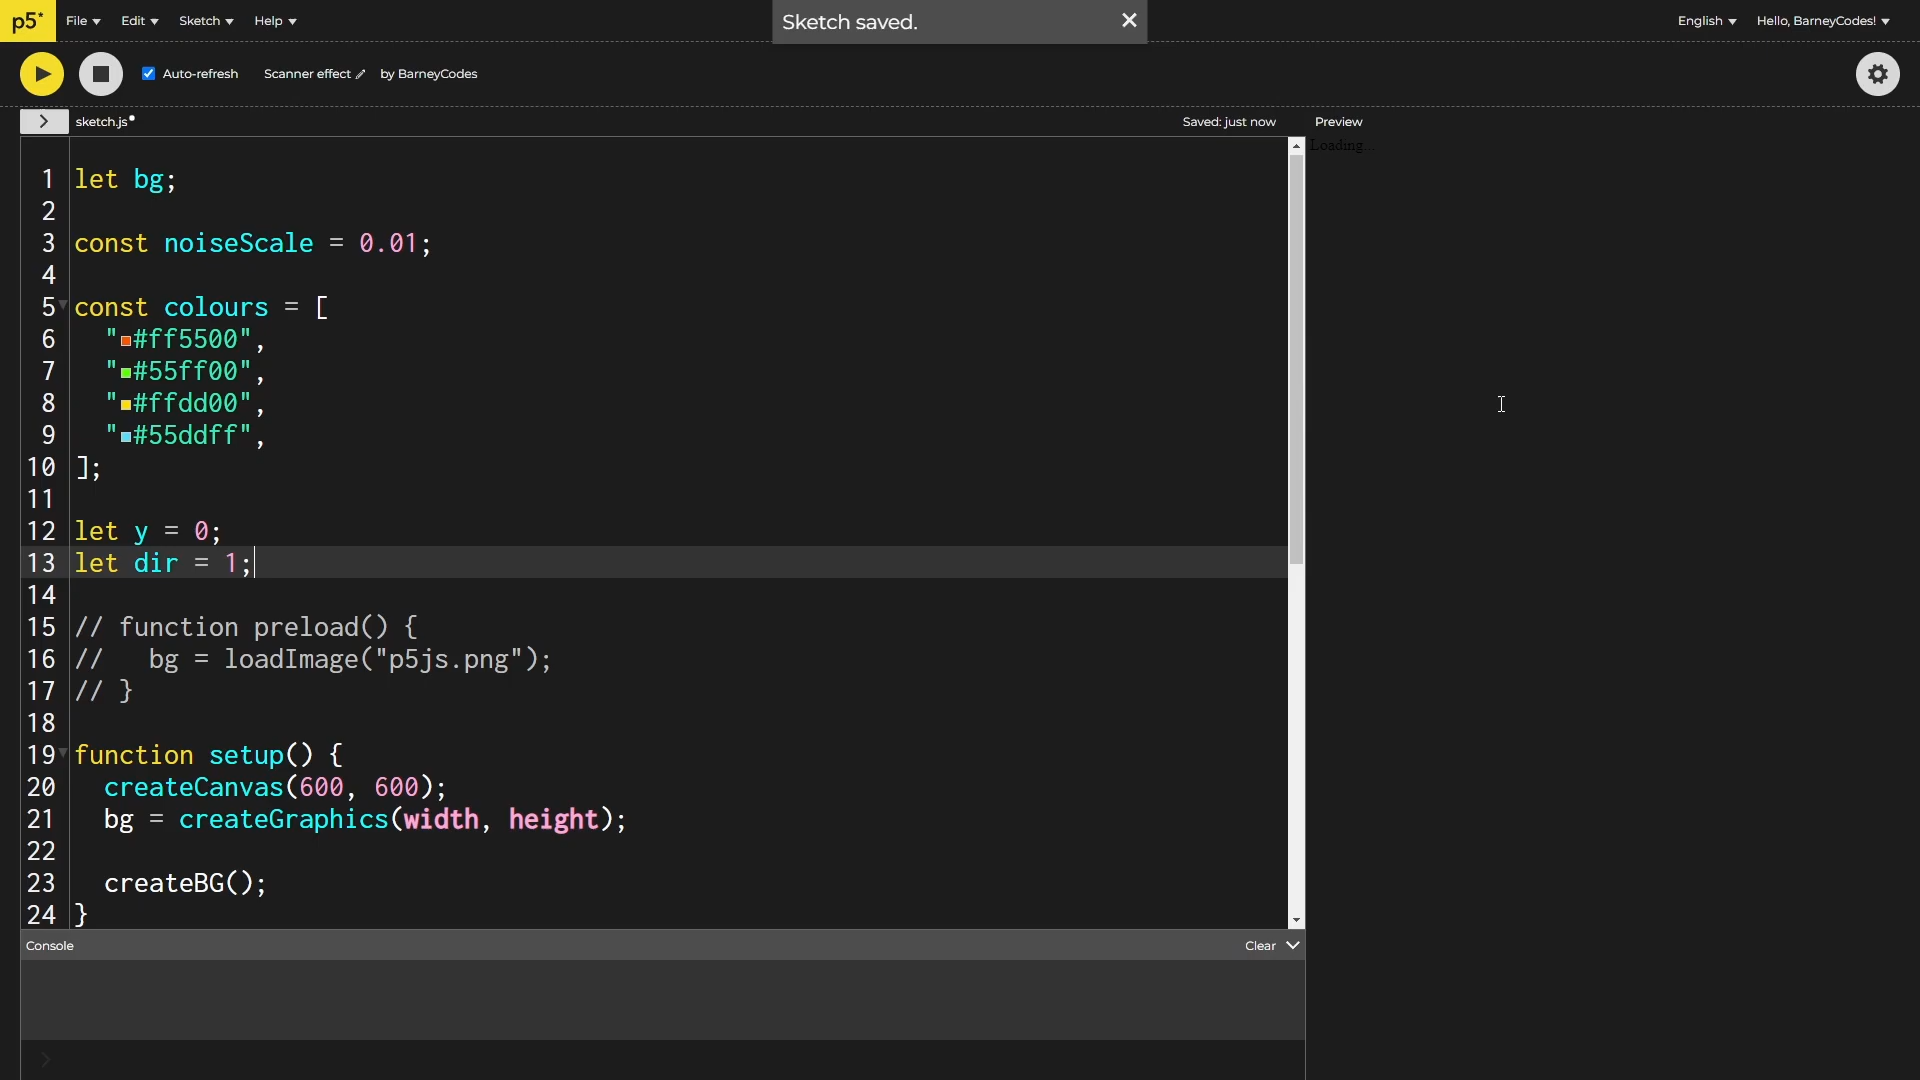 p5* File Edit Sketch Help Sketch saved. English Hello, BarneyCodes!
Auto-refresh Scanner effect by BarneyCodes
> sketch.js Saved: just now Preview
Loading...
1 let bg;
2
3 const noiseScale = 0.01;
4
5 const colours = [
6 "#ff5500",
7 "#55ff00",
8 "#ffdd00",
9 "#55ddff",
10 ];
11
12 let y = 0;
13 let dir = 1;
14
15 // function preload() {
16 //   bg = loadImage("p5js.png");
17 // }
18
19 function setup() {
20 createCanvas(600, 600);
21 bg = createGraphics(width, height);
22
23 createBG();
24 }
Console Clear
>